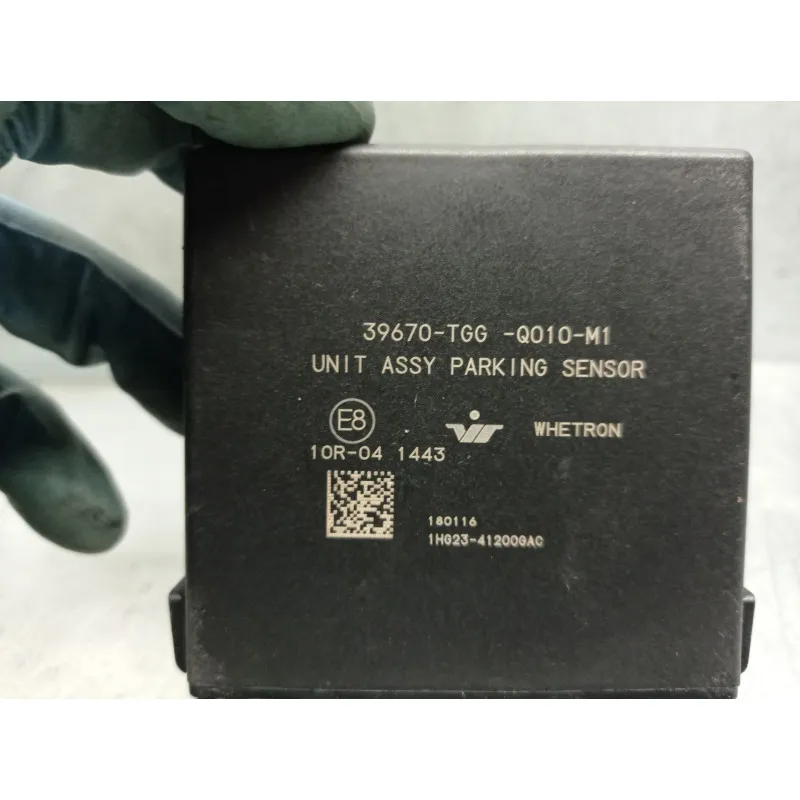 39670-TGG -Q010-M1
UNIT ASSY PARKING SENSOR
E8
WHETRON
10R-04 1443
180116
1HG23-41200GAC